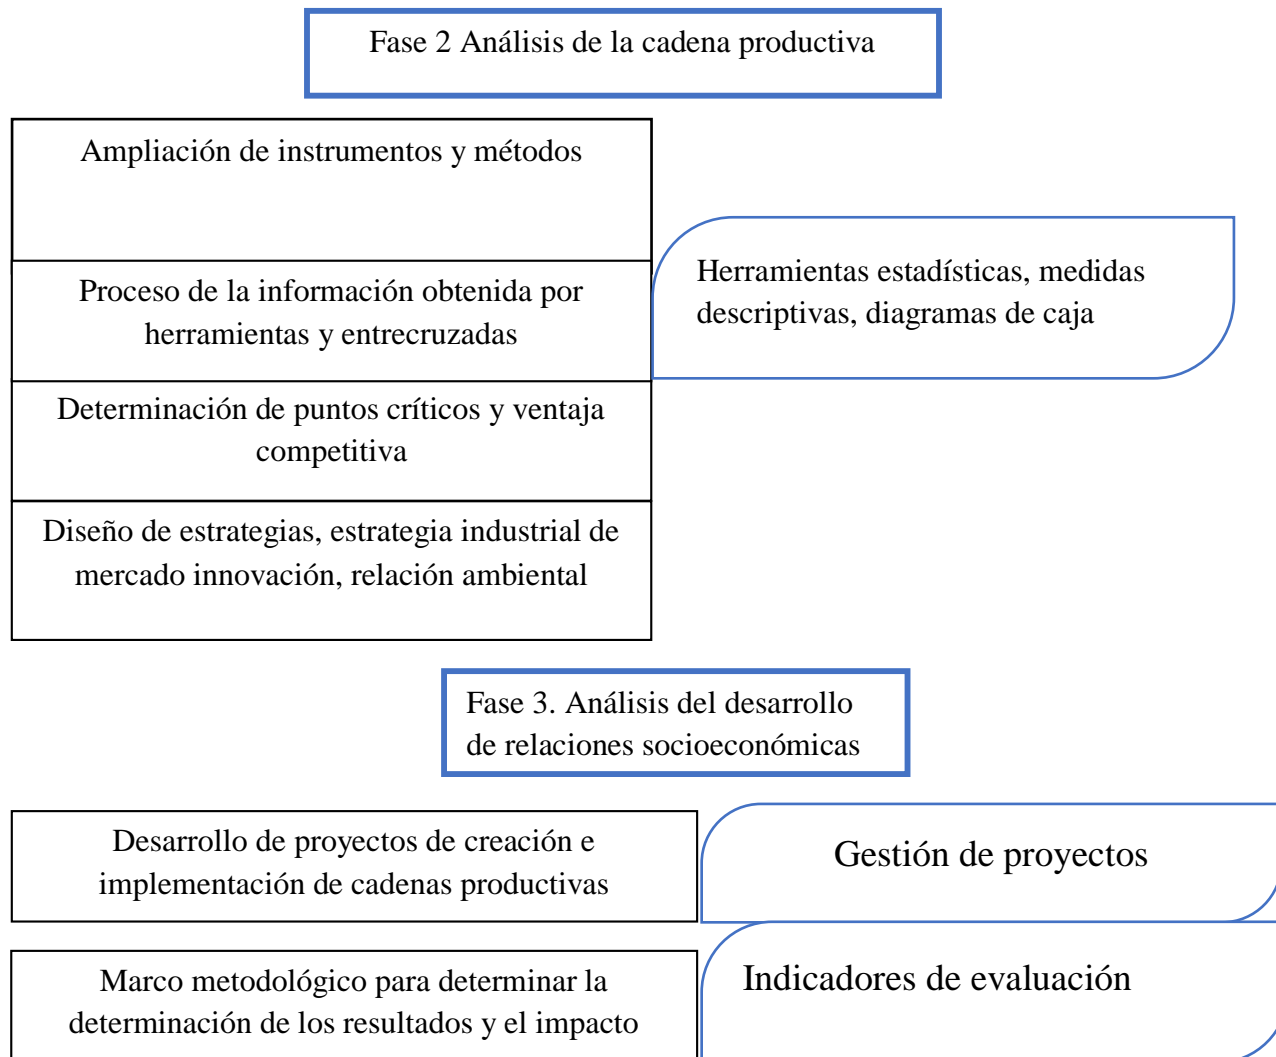 Fase 2 Análisis de la cadena productiva
Ampliación de instrumentos y métodos
Proceso de la información obtenida por
herramientas y entrecruzadas
Herramientas estadísticas, medidas
descriptivas, diagramas de caja
Determinación de puntos críticos y ventaja
competitiva
Diseño de estrategias, estrategia industrial de
mercado innovación, relación ambiental
Fase 3. Análisis del desarrollo
de relaciones socioeconómicas
Desarrollo de proyectos de creación e
implementación de cadenas productivas
Gestión de proyectos
Marco metodológico para determinar la
determinación de los resultados y el impacto
Indicadores de evaluación